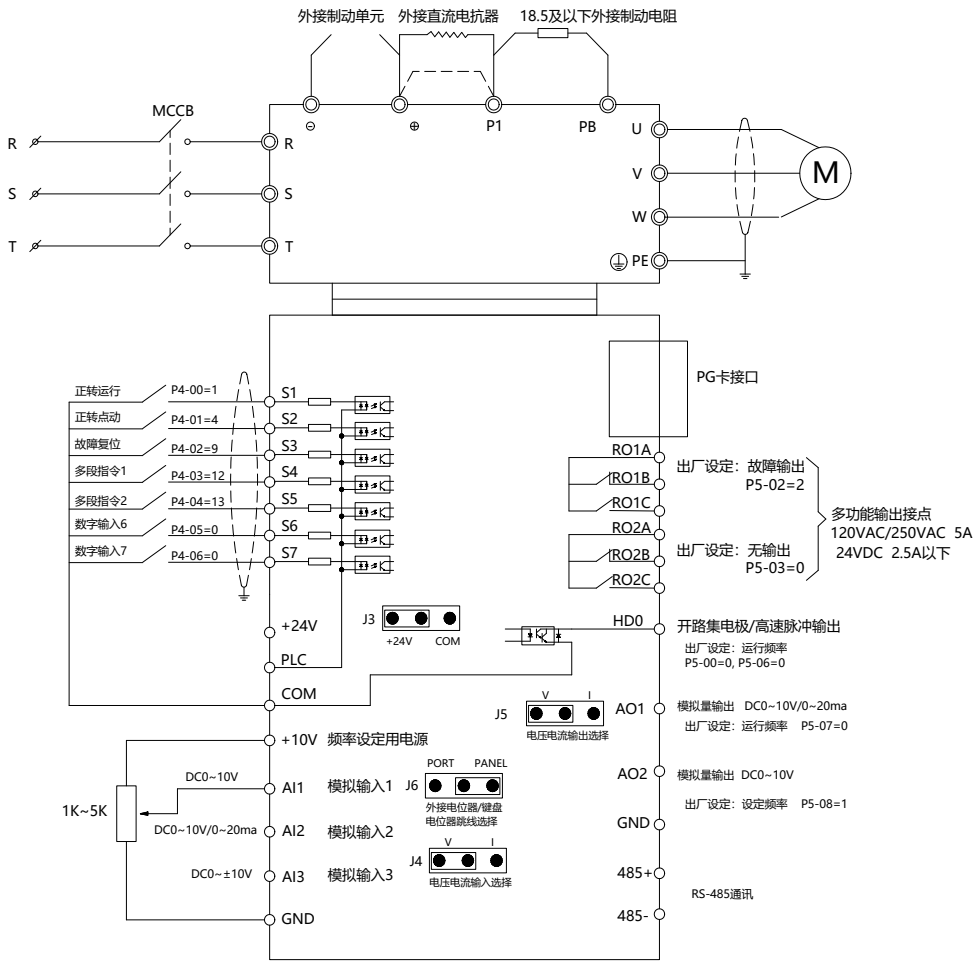 外接制动单元 外接直流电抗器 18.5及以下外接制动电阻
MCCB
⊖ ⊕ P1 PB
R R
S S
T T
U
V
W
PE
M
PG卡接口
正转运行 P4-00=1 S1
正转点动 P4-01=4 S2
故障复位 P4-02=9 S3
多段指令1 P4-03=12 S4
多段指令2 P4-04=13 S5
数字输入6 P4-05=0 S6
数字输入7 P4-06=0 S7
RO1A
RO1B
RO1C
出厂设定：故障输出
P5-02=2
RO2A
RO2B
RO2C
出厂设定：无输出
P5-03=0
多功能输出接点
120VAC/250VAC 5A
24VDC 2.5A以下
+24V
J3
+24V COM
PLC
COM
HD0 开路集电极/高速脉冲输出
出厂设定：运行频率
P5-00=0, P5-06=0
J5
V I
电压电流输出选择
AO1 模拟量输出 DC0~10V/0~20ma
出厂设定：运行频率 P5-07=0
+10V 频率设定用电源
1K~5K
DC0~10V AI1 模拟输入1
PORT PANEL
J6
外接电位器/键盘
电位器跳线选择
AO2 模拟量输出 DC0~10V
出厂设定：设定频率 P5-08=1
GND
DC0~10V/0~20ma AI2 模拟输入2
J4
V I
电压电流输入选择
DC0~±10V AI3 模拟输入3
GND
485+
485-
RS-485通讯